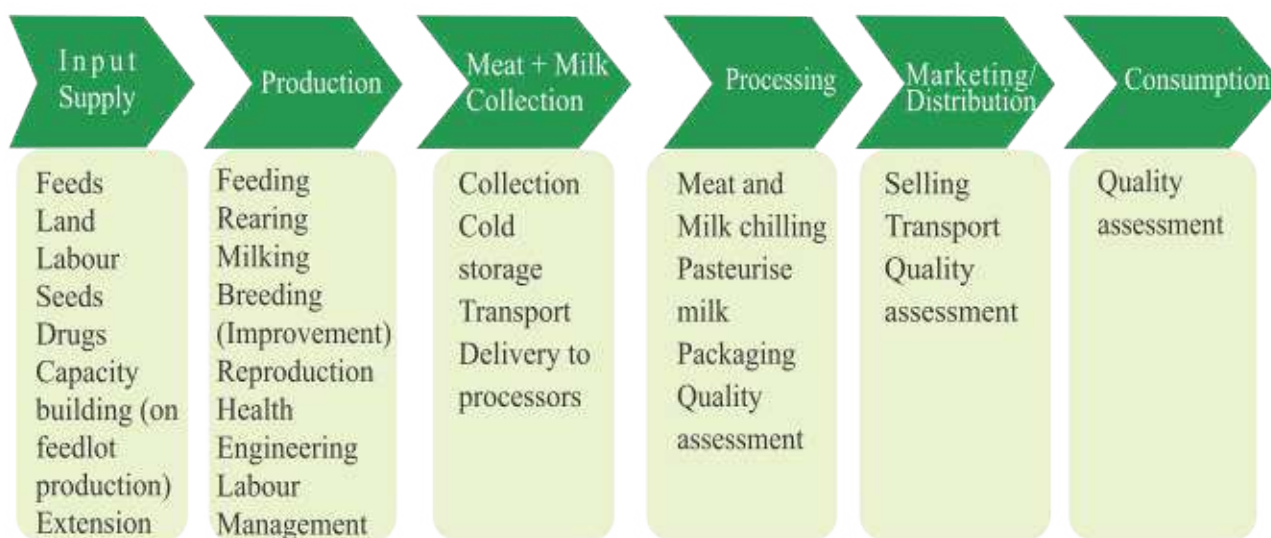 Input
Supply
Production
Meat + Milk
Collection
Processing
Marketing/
Distribution
Consumption
Feeds
Land
Labour
Seeds
Drugs
Capacity
building (on
feedlot
production)
Extension
Feeding
Rearing
Milking
Breeding
(Improvement)
Reproduction
Health
Engineering
Labour
Management
Collection
Cold
storage
Transport
Delivery to
processors
Meat and
Milk chilling
Pasteurise
milk
Packaging
Quality
assessment
Selling
Transport
Quality
assessment
Quality
assessment